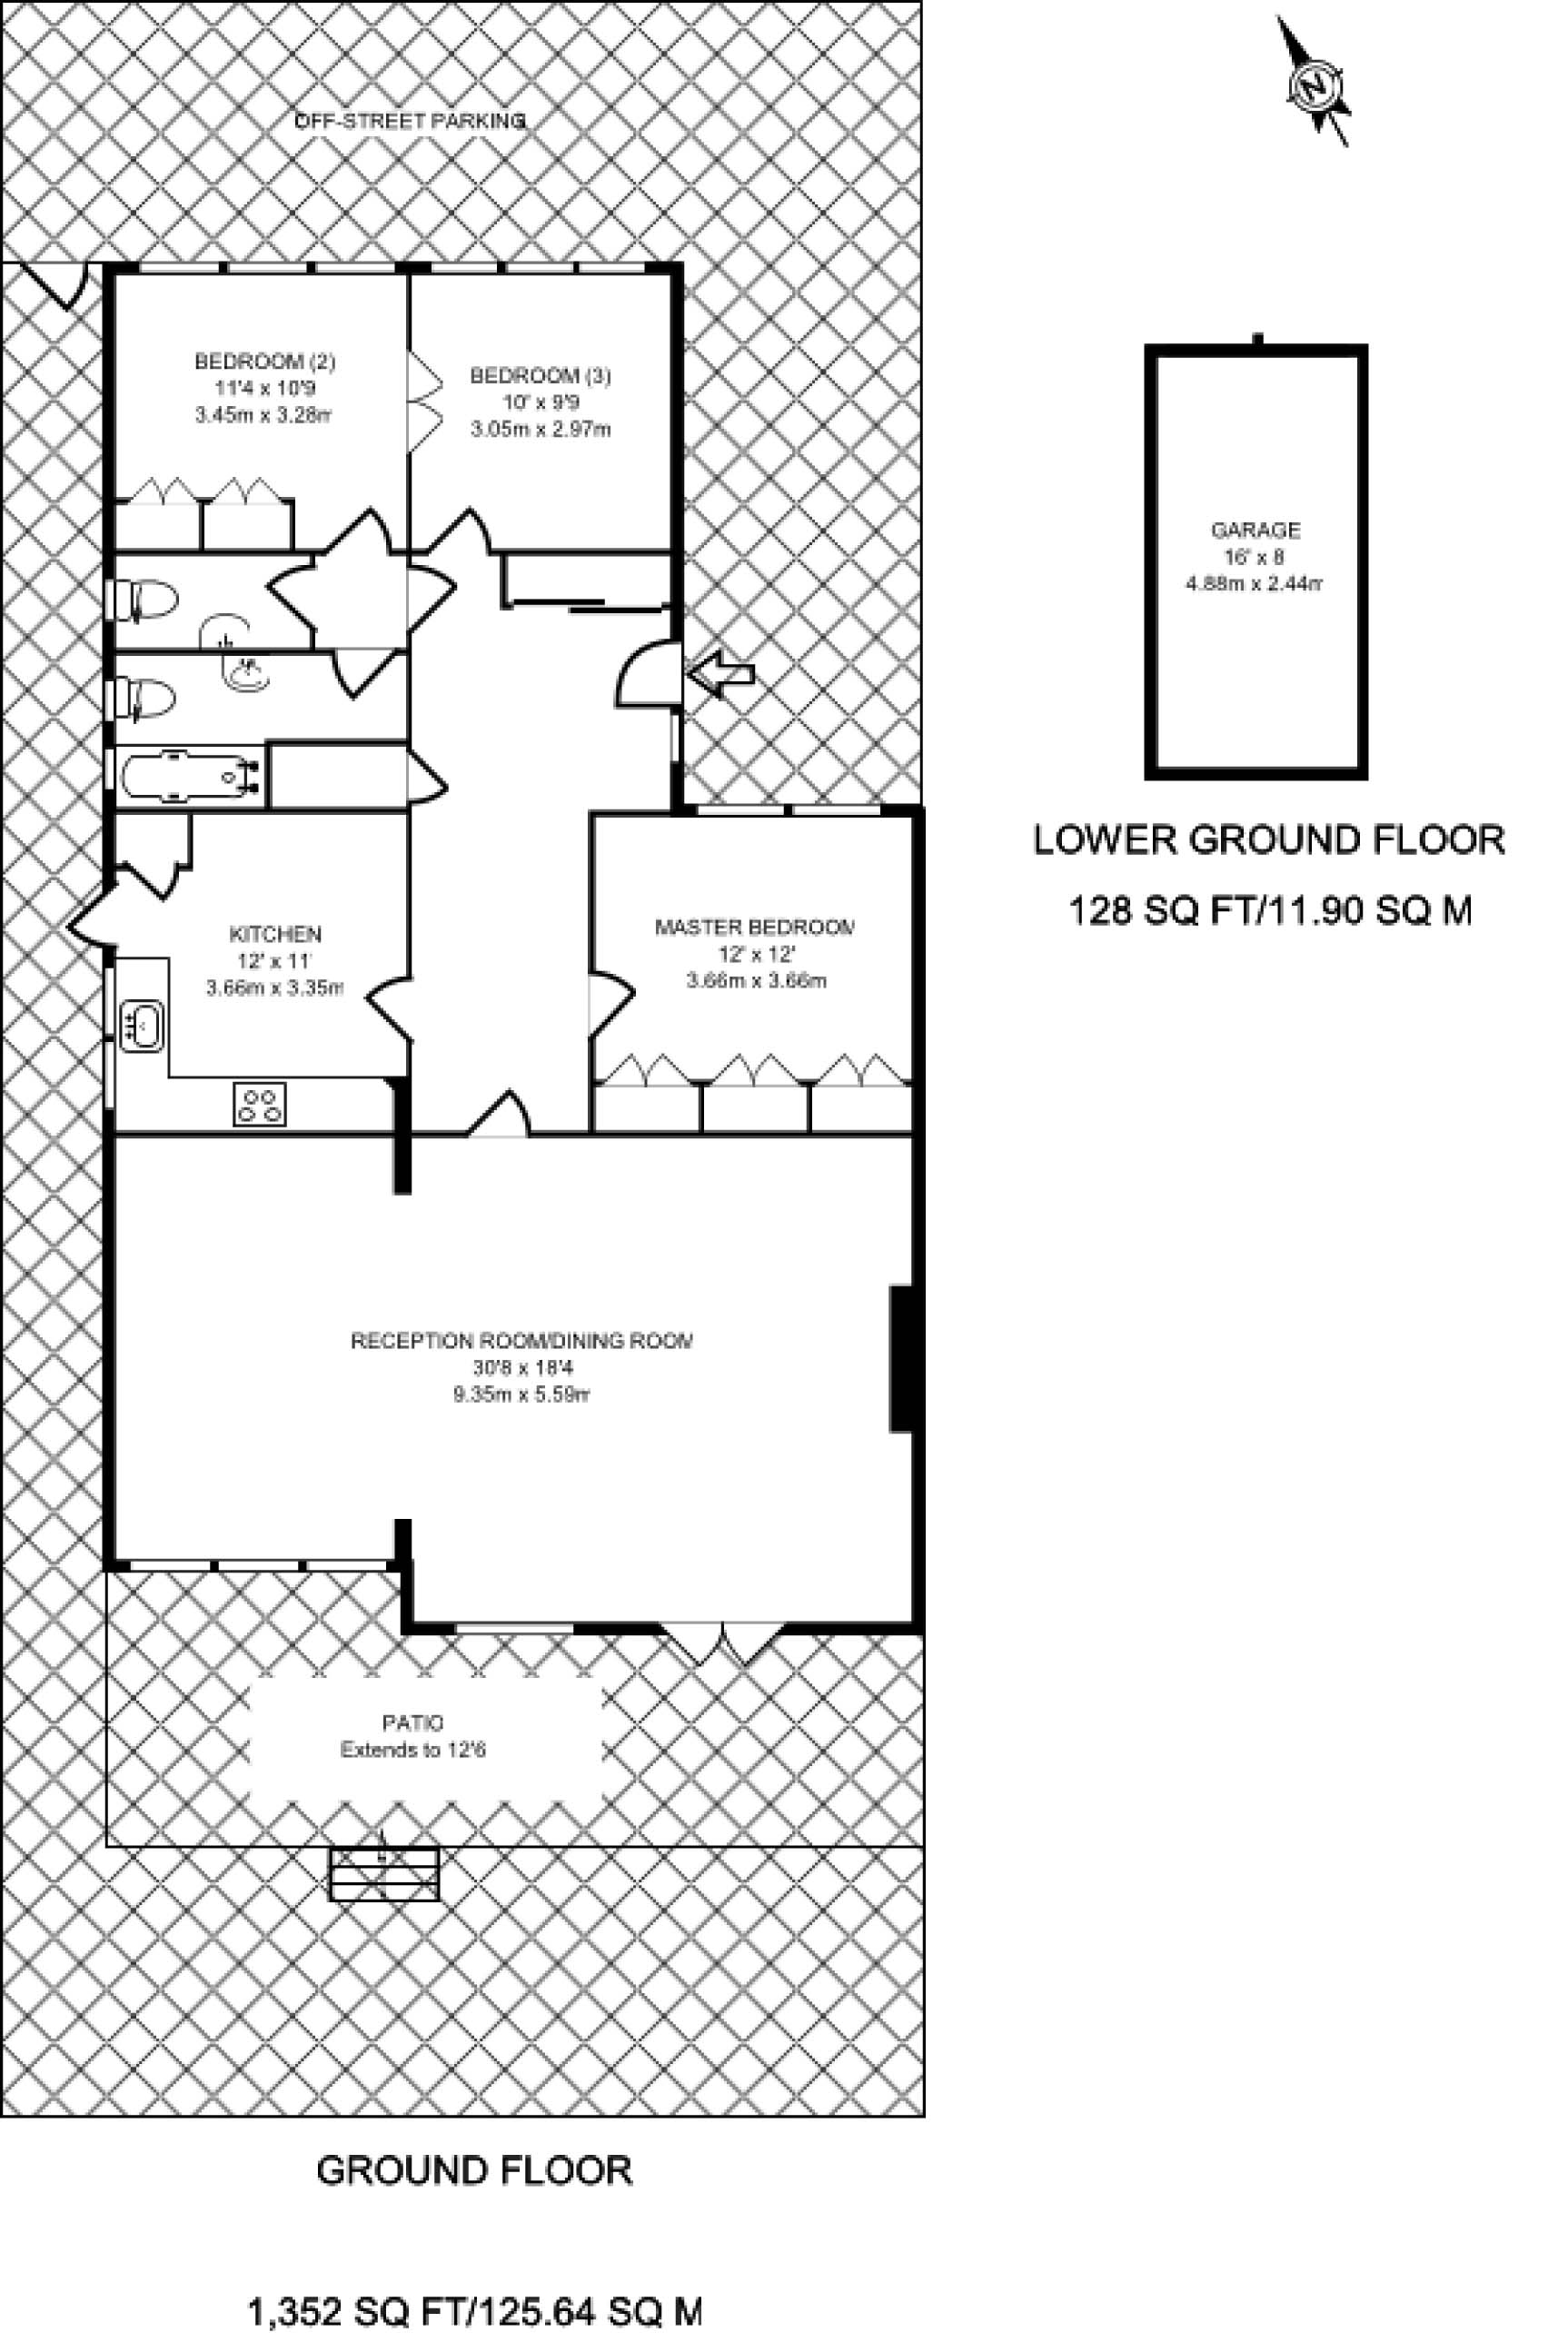 N
OFF-STREET PARKING
BEDROOM (2)
11'4 x 10'9
3.45m x 3.28m
BEDROOM (3)
10' x 9'9
3.05m x 2.97m
GARAGE
16' x 8
4.88m x 2.44m
LOWER GROUND FLOOR
128 SQ FT/11.90 SQ M
KITCHEN
12' x 11'
3.66m x 3.35m
MASTER BEDROOM
12' x 12'
3.66m x 3.66m
RECEPTION ROOM/DINING ROOM
30'8 x 18'4
9.35m x 5.59m
PATIO
Extends to 12'6
GROUND FLOOR
1,352 SQ FT/125.64 SQ M